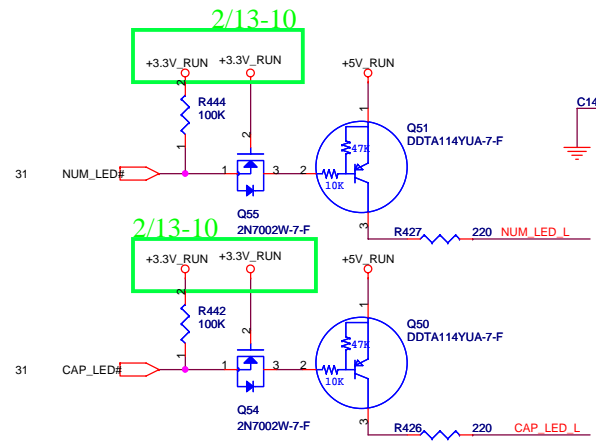 2/13-10
+3.3V_RUN +3.3V_RUN +5V_RUN
2 1
R444
100K
C14
Q51
DDTA114YUA-7-F
1 2
47K
31 NUM_LED# 1 3 2
10K
Q55
2N7002W-7-F
3
R427 220 NUM_LED_L
2/13-10
+3.3V_RUN +3.3V_RUN +5V_RUN
2 1
R442
100K
Q50
DDTA114YUA-7-F
1 2
47K
31 CAP_LED# 1 3 2
10K
Q54
2N7002W-7-F
3
R426 220 CAP_LED_L